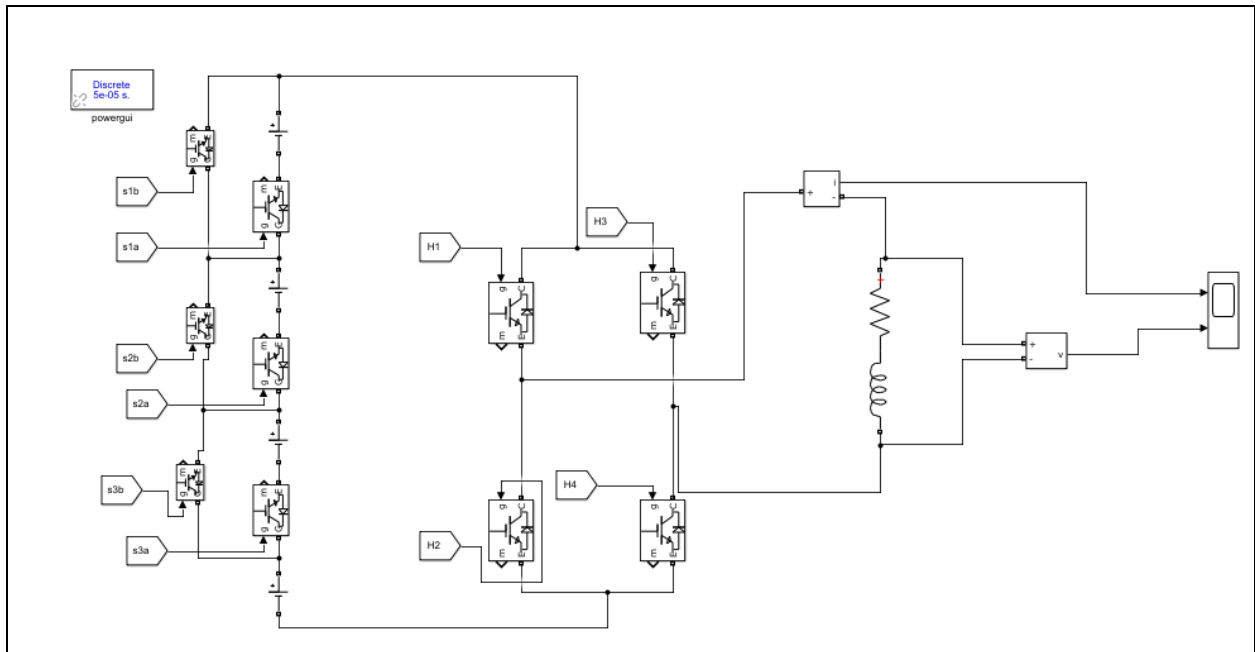 Discrete
5e-05 s.
powergui
s1b
s1a
s2b
s2a
s3b
s3a
H1
H3
H2
H4
g m E C
m E g C
g m E C
m E g C
g m E C
m E g C
g C m E
g C m E
g C m E
g C m E
+
+
+
+
+ i -
+
+ - v